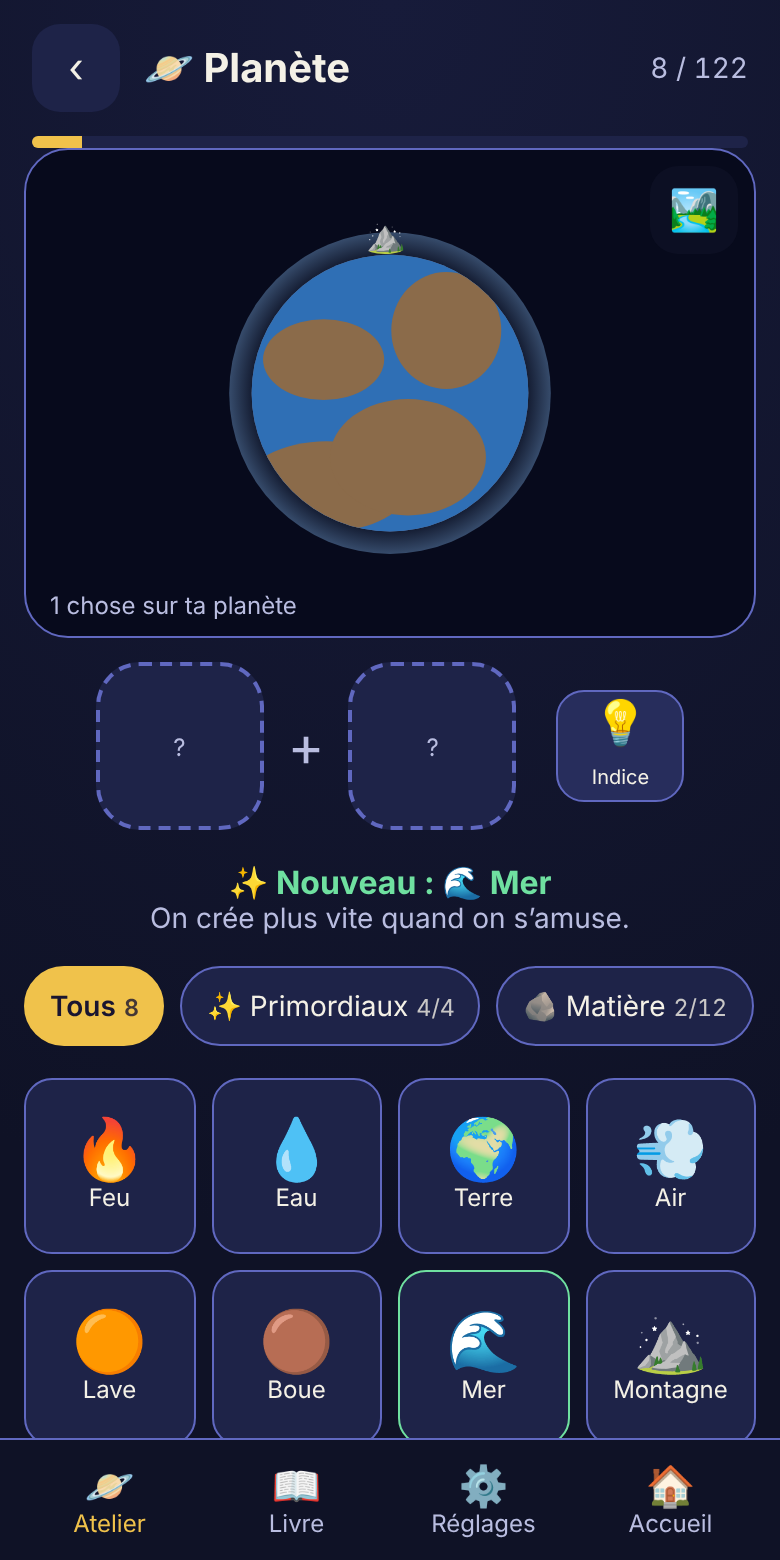 ‹ 🪐 Planète 8 / 122
1 chose sur ta planète
? + ?
Indice
✨ Nouveau : 🌊 Mer
On crée plus vite quand on s’amuse.
Tous 8 ✨ Primordiaux 4/4 🪨 Matière 2/12
Feu Eau Terre Air
Lave Boue Mer Montagne
Atelier Livre Réglages Accueil